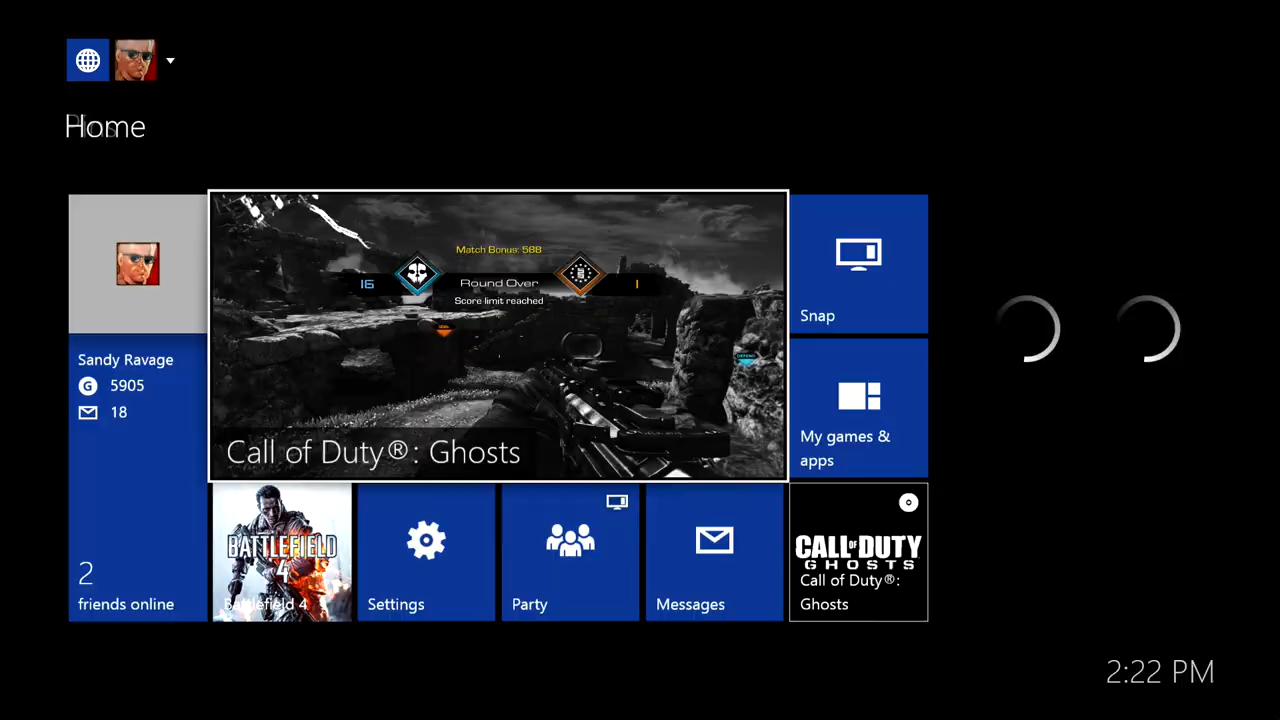 Home
Sandy Ravage
G 5905
18
2
friends online
Match Bonus: 588
16
Round Over
1
Score limit reached
DEFEND
Call of Duty®: Ghosts
Snap
My games &
apps
BATTLEFIELD
4
Battlefield 4
Settings
Party
Messages
CALL OF DUTY
GHOSTS
Call of Duty®:
Ghosts
2:22 PM